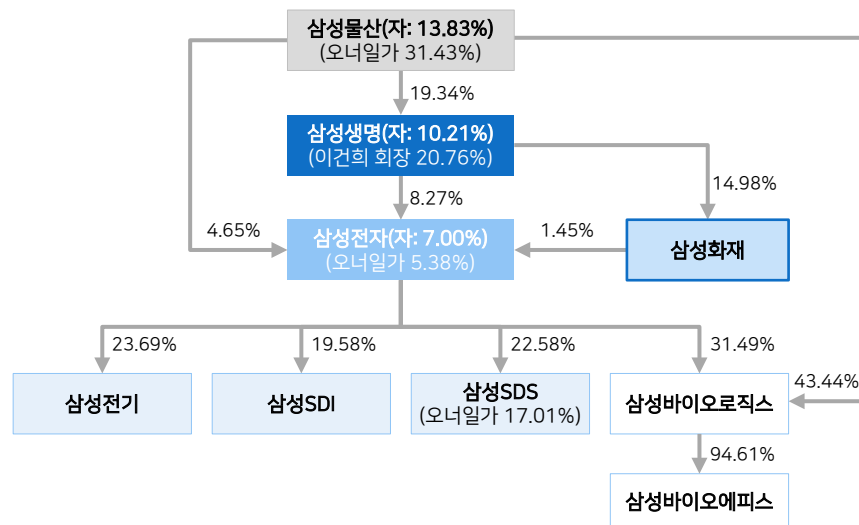 삼성물산(자: 13.83%)
(오너일가 31.43%)
19.34%
삼성생명(자: 10.21%)
(이건희 회장 20.76%)
14.98%
8.27%
4.65%
삼성전자(자: 7.00%)
(오너일가 5.38%)
1.45%
삼성화재
23.69%
19.58%
22.58%
31.49%
43.44%
삼성전기
삼성SDI
삼성SDS
(오너일가 17.01%)
삼성바이오로직스
94.61%
삼성바이오에피스